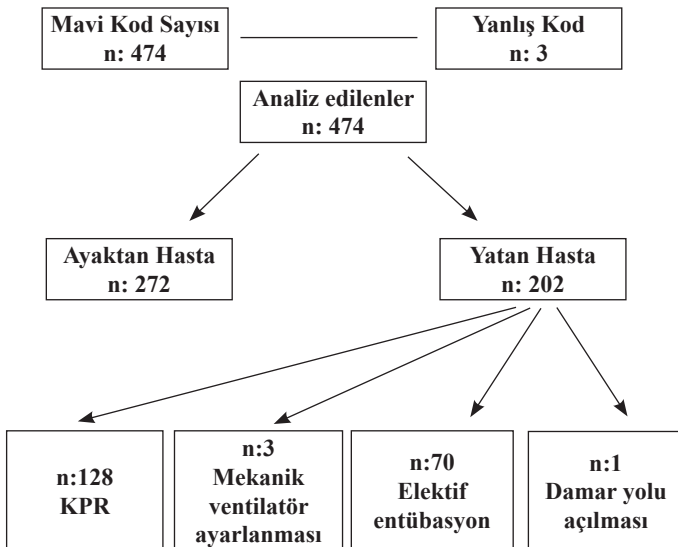 Mavi Kod Sayısı
n: 474
Yanlış Kod
n: 3
Analiz edilenler
n: 474
Ayaktan Hasta
n: 272
Yatan Hasta
n: 202
n:128
KPR
n:3
Mekanik
ventilatör
ayarlanması
n:70
Elektif
entübasyon
n:1
Damar yolu
açılması